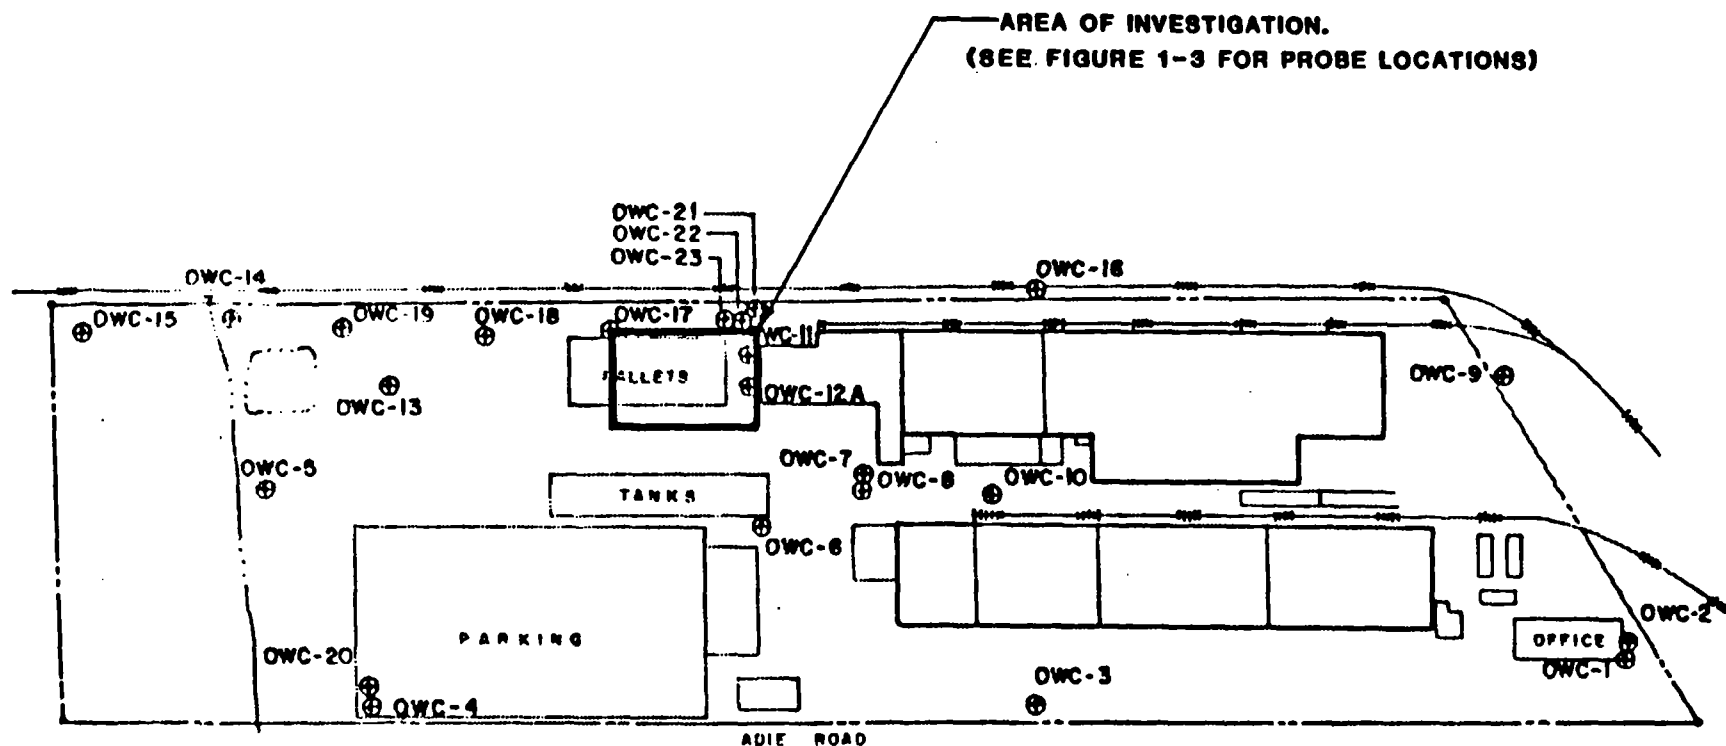 AREA OF INVESTIGATION.
(SEE FIGURE 1-3 FOR PROBE LOCATIONS)
OWC-21
OWC-22
OWC-23
OWC-14
OWC-16
OWC-15
OWC-19
OWC-18
OWC-17
WC-11
PALLETS
OWC-9
OWC-13
OWC-12A
OWC-5
OWC-7
OWC-8
OWC-10
TANKS
OWC-6
OWC-2
PARKING
OFFICE
OWC-20
OWC-1
OWC-3
OWC-4
ADIE ROAD